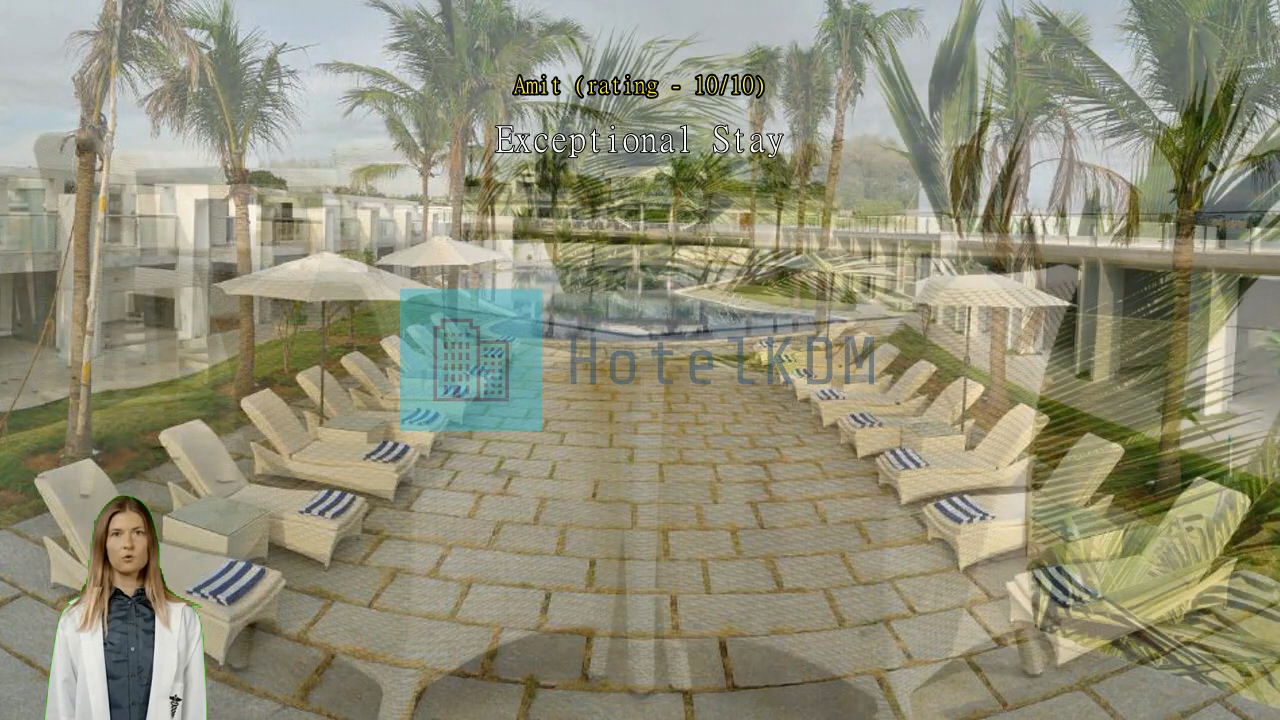 Amit (rating - 10/10)
Exceptional Stay
HotelKDM